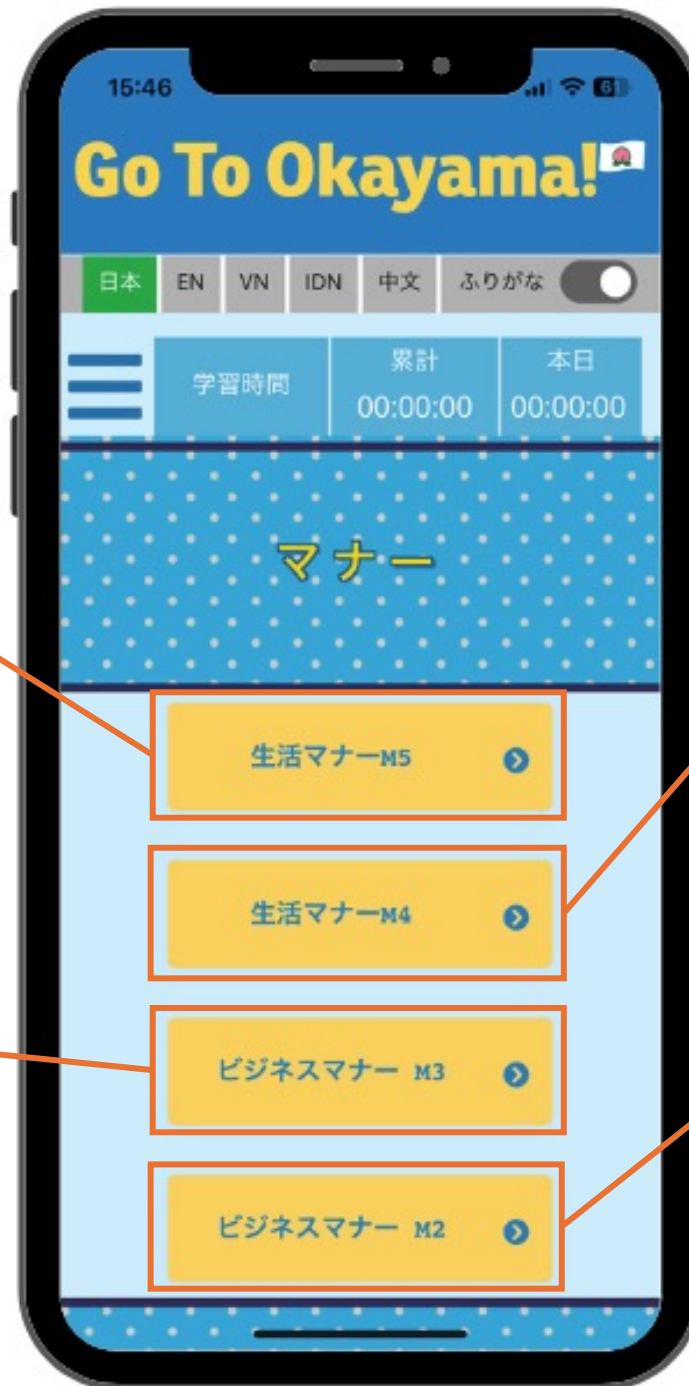 15:46
61
Go To Okayama!
日本 EN VN IDN 中文 ふりがな
学習時間 累計 本日
00:00:00 00:00:00
マナー
生活マナーM5
生活マナーM4
ビジネスマナー M3
ビジネスマナー M2